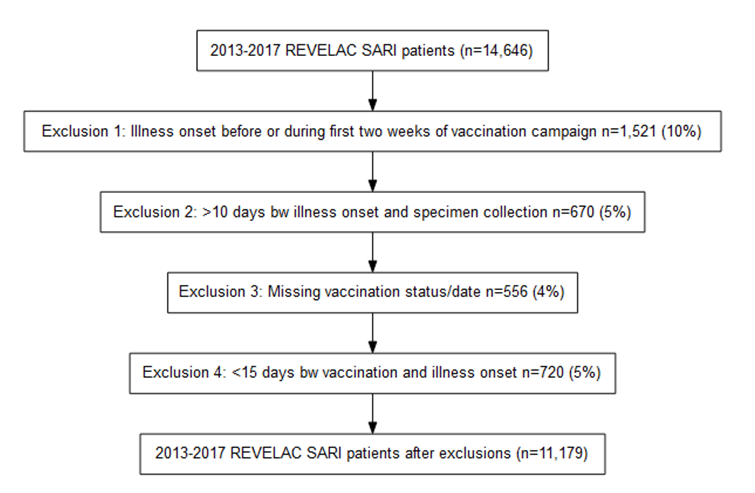 2013-2017 REVELAC SARI patients (n=14,646)
Exclusion 1: Illness onset before or during first two weeks of vaccination campaign n=1,521 (10%)
Exclusion 2: >10 days bw illness onset and specimen collection n=670 (5%)
Exclusion 3: Missing vaccination status/date n=556 (4%)
Exclusion 4: <15 days bw vaccination and illness onset n=720 (5%)
2013-2017 REVELAC SARI patients after exclusions (n=11,179)